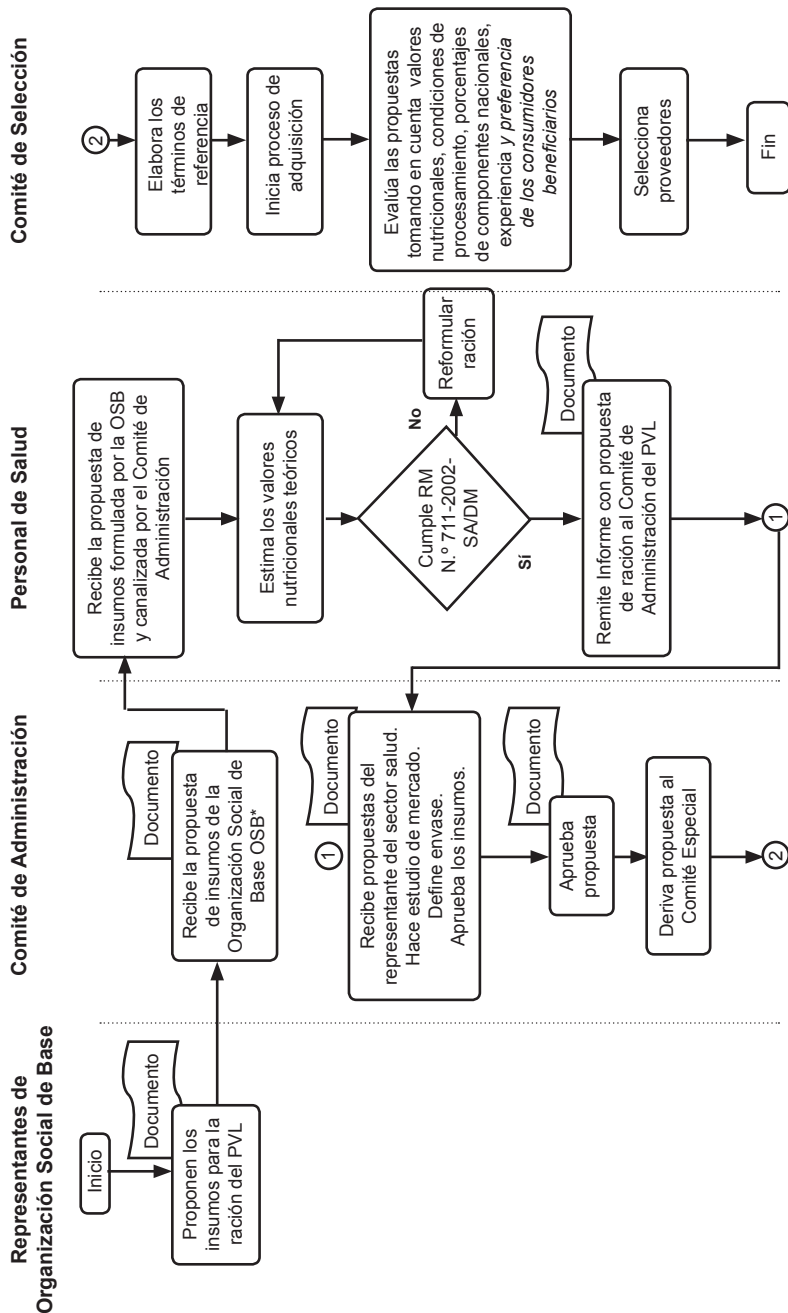 Representantes de
Organización Social de Base
Inicio
Documento
Proponen los
insumos para la
ración del PVL
Comité de Administración
Documento
Recibe la propuesta
de insumos de la
Organización Social de
Base OSB*
1
Documento
Recibe propuestas del
representante del sector salud.
Hace estudio de mercado.
Define envase.
Aprueba los insumos.
Documento
Aprueba
propuesta
Deriva propuesta al
Comité Especial
2
Personal de Salud
Recibe la propuesta de
insumos formulada por la OSB
y canalizada por el Comité de
Administración
Estima los valores
nutricionales teóricos
Cumple RM
N.º 711-2002-
SA/DM
No
Reformular
ración
Sí
Documento
Remite Informe con propuesta
de ración al Comité de
Administración del PVL
1
Comité de Selección
2
Elabora los
términos de
referencia
Inicia proceso de
adquisición
Evalúa las propuestas
tomando en cuenta valores
nutricionales, condiciones de
procesamiento, porcentajes
de componentes nacionales,
experiencia y preferencia
de los consumidores
beneficiarios
Selecciona
proveedores
Fin